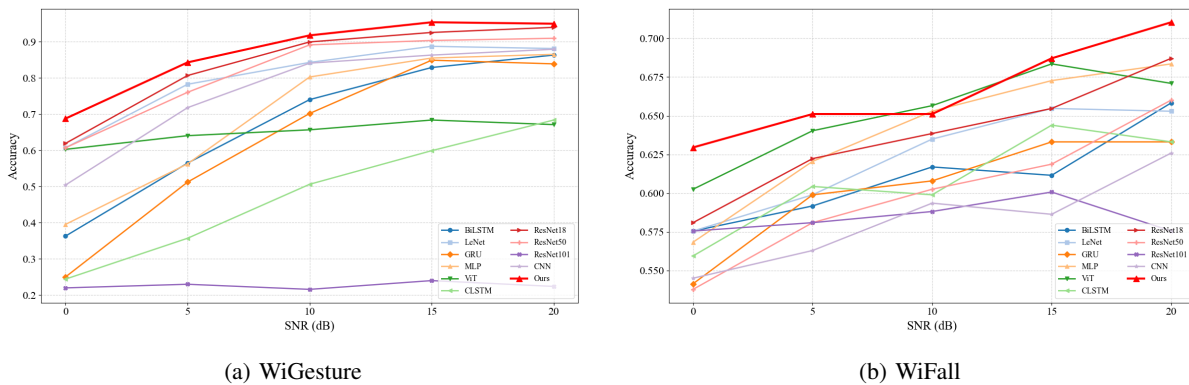 0.9
0.8
0.7
0.6
0.5
0.4
0.3
0.2
Accuracy
0 5 10 15 20
SNR (dB)
BiLSTM
LeNet
GRU
MLP
ViT
CLSTM
ResNet18
ResNet50
ResNet101
CNN
Ours
(a) WiGesture
0.700
0.675
0.650
0.625
0.600
0.575
0.550
Accuracy
0 5 10 15 20
SNR (dB)
BiLSTM
LeNet
GRU
MLP
ViT
CLSTM
ResNet18
ResNet50
ResNet101
CNN
Ours
(b) WiFall